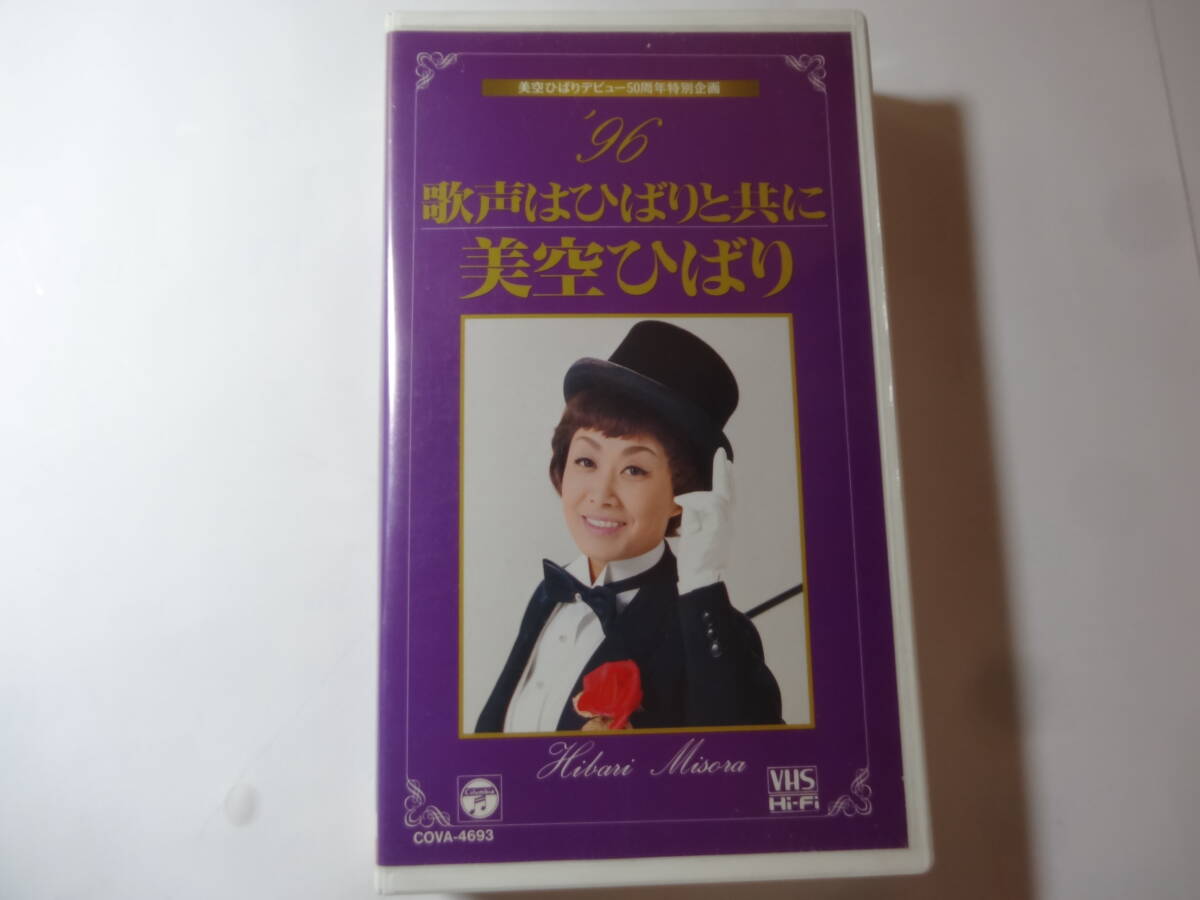 美空ひばりデビュー50周年特別企画
'96
歌声はひばりと共に
美空ひばり
Hibari Misora
Columbia
VHS
Hi-Fi
COVA-4693